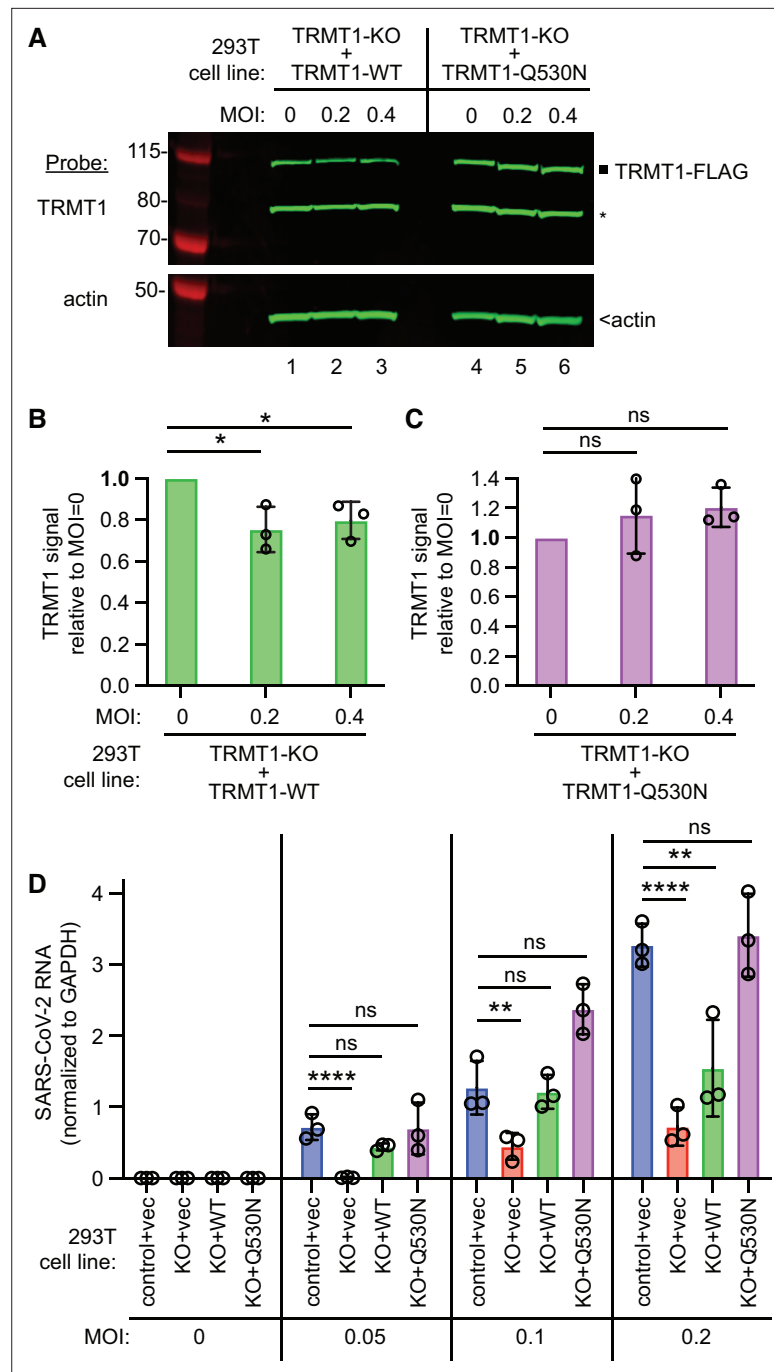 A
293T cell line: TRMT1-KO + TRMT1-WT TRMT1-KO + TRMT1-Q530N
MOI: 0 0.2 0.4 0 0.2 0.4
Probe:
115-
TRMT1-FLAG
TRMT1
80-
*
70-
actin
50-
<actin
1 2 3 4 5 6
B
*
*
TRMT1 signal relative to MOI=0
1.0
0.8
0.6
0.4
0.2
0.0
MOI: 0 0.2 0.4
293T cell line: TRMT1-KO + TRMT1-WT
C
ns
ns
TRMT1 signal relative to MOI=0
1.4
1.2
1.0
0.8
0.6
0.4
0.2
0.0
0 0.2 0.4
TRMT1-KO + TRMT1-Q530N
D
SARS-CoV-2 RNA (normalized to GAPDH)
4
3
2
1
0
ns
ns
****
ns
ns
**
ns
**
****
293T cell line:
control+vec KO+vec KO+WT KO+Q530N
control+vec KO+vec KO+WT KO+Q530N
control+vec KO+vec KO+WT KO+Q530N
control+vec KO+vec KO+WT KO+Q530N
MOI: 0 0.05 0.1 0.2